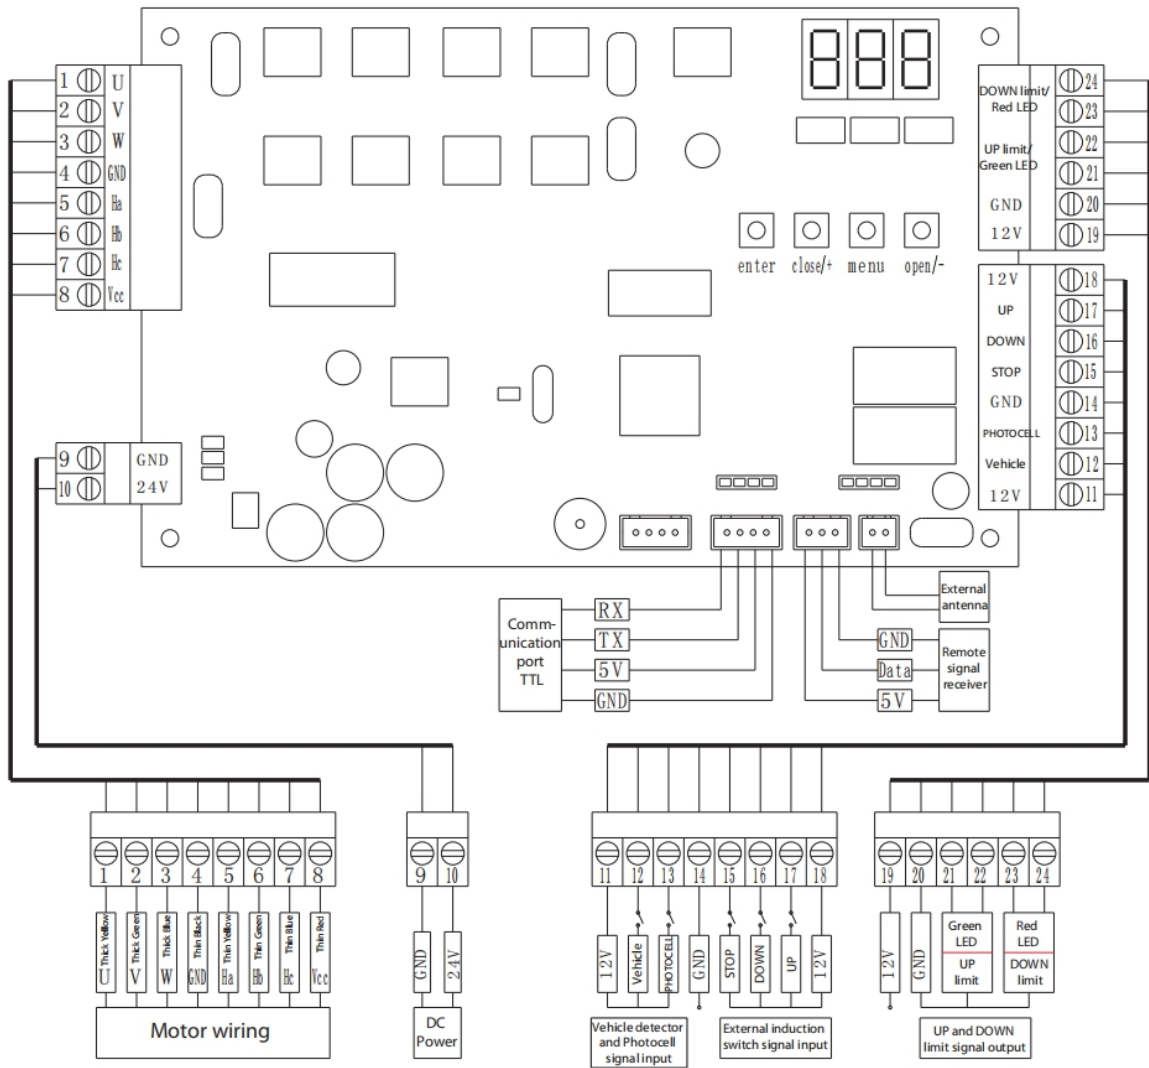 1 U
2 V
3 W
4 GND
5 Ha
6 Hb
7 Hc
8 Vcc
9 GND
10 24V
enter close/+ menu open/-
24
DOWN limit/
Red LED
23
22
UP limit/
Green LED
21
GND 20
12V 19
12V 18
UP 17
DOWN 16
STOP 15
GND 14
PHOTOCELL 13
Vehicle 12
12V 11
Comm-
unication
port
TTL
RX
TX
5V
GND
External
antenna
GND
Data
5V
Remote
signal
receiver
1 2 3 4 5 6 7 8
Thick Yellow Thick Green Thick Blue Thin Black Thin Yellow Thin Green Thin Blue Thin Red
U V W GND Ha Hb Hc Vcc
Motor wiring
9 10
GND 24V
DC
Power
11 12 13 14 15 16 17 18
12V Vehicle PHOTOCELL GND STOP DOWN UP 12V
Vehicle detector
and Photocell
signal input
External induction
switch signal input
19 20 21 22 23 24
12V GND
Green
LED
UP
limit
Red
LED
DOWN
limit
UP and DOWN
limit signal output